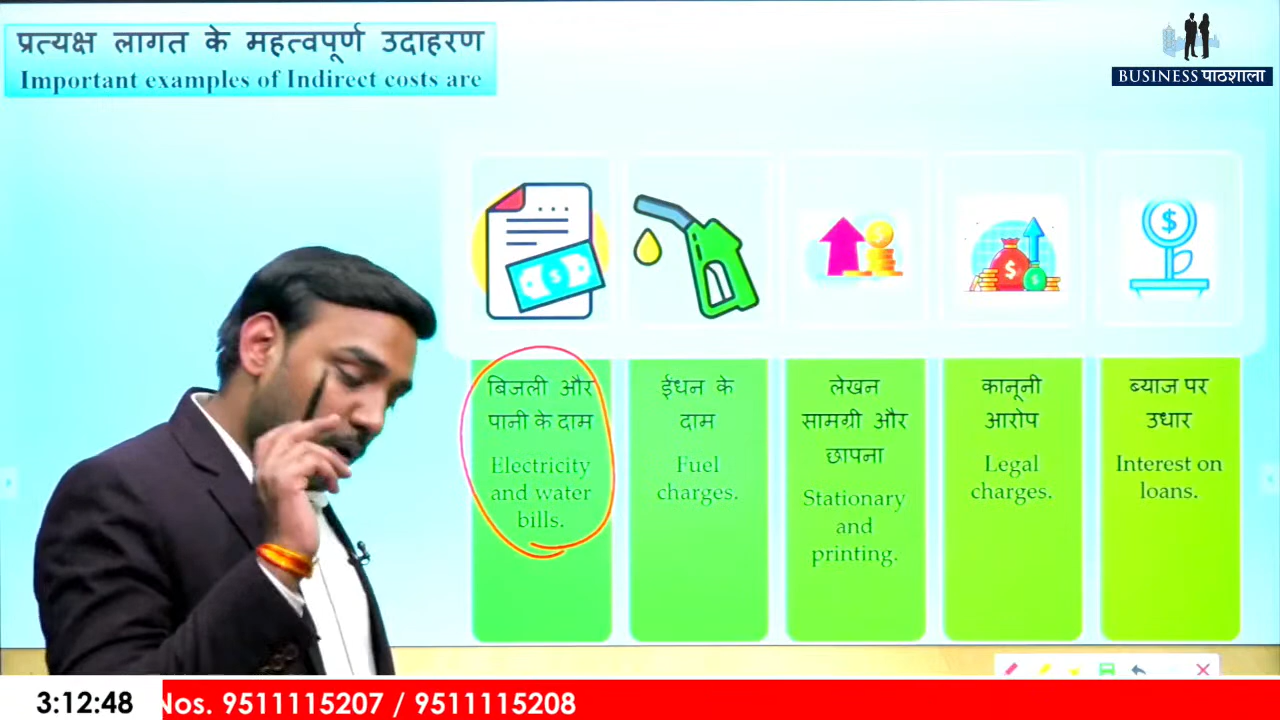 प्रत्यक्ष लागत के महत्वपूर्ण उदाहरण
Important examples of Indirect costs are
BUSINESS पाठशाला
बिजली और
पानी के दाम
Electricity
and water
bills.
ईंधन के
दाम
Fuel
charges.
लेखन
सामग्री और
छापना
Stationary
and
printing.
कानूनी
आरोप
Legal
charges.
ब्याज पर
उधार
Interest on
loans.
3:12:48
Nos. 9511115207 / 9511115208